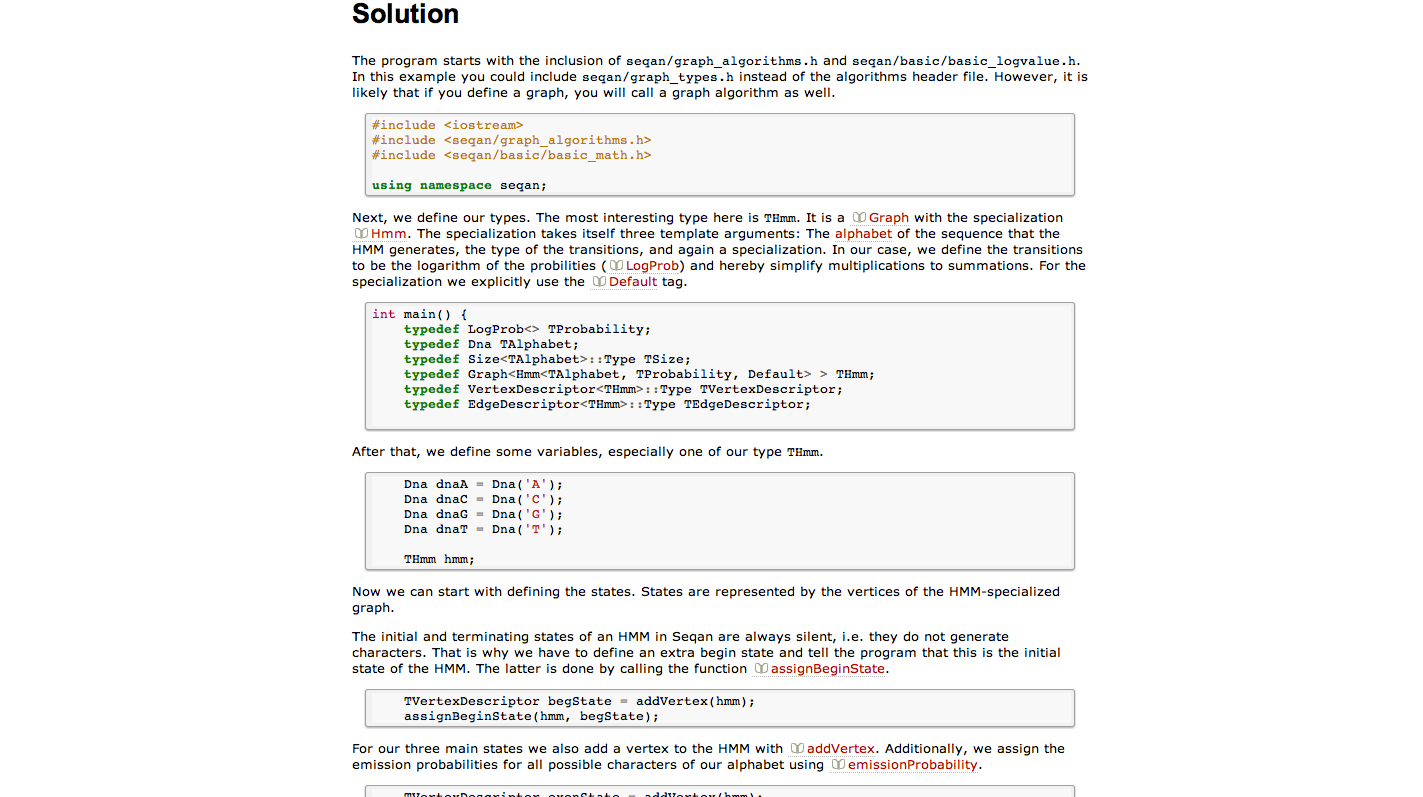 Solution
The program starts with the inclusion of seqan/graph_algorithms.h and seqan/basic/basic_logvalue.h.
In this example you could include seqan/graph_types.h instead of the algorithms header file. However, it is
likely that if you define a graph, you will call a graph algorithm as well.
#include <iostream>
#include <seqan/graph_algorithms.h>
#include <seqan/basic/basic_math.h>
using namespace seqan;
Next, we define our types. The most interesting type here is THmm. It is a Graph with the specialization
Hmm. The specialization takes itself three template arguments: The alphabet of the sequence that the
HMM generates, the type of the transitions, and again a specialization. In our case, we define the transitions
to be the logarithm of the probilities ( LogProb) and hereby simplify multiplications to summations. For the
specialization we explicitly use the Default tag.
int main() {
    typedef LogProb<> TProbability;
    typedef Dna TAlphabet;
    typedef Size<TAlphabet>::Type TSize;
    typedef Graph<Hmm<TAlphabet, TProbability, Default> > THmm;
    typedef VertexDescriptor<THmm>::Type TVertexDescriptor;
    typedef EdgeDescriptor<THmm>::Type TEdgeDescriptor;
After that, we define some variables, especially one of our type THmm.
    Dna dnaA = Dna('A');
    Dna dnaC = Dna('C');
    Dna dnaG = Dna('G');
    Dna dnaT = Dna('T');
    THmm hmm;
Now we can start with defining the states. States are represented by the vertices of the HMM-specialized
graph.
The initial and terminating states of an HMM in Seqan are always silent, i.e. they do not generate
characters. That is why we have to define an extra begin state and tell the program that this is the initial
state of the HMM. The latter is done by calling the function assignBeginState.
    TVertexDescriptor begState = addVertex(hmm);
    assignBeginState(hmm, begState);
For our three main states we also add a vertex to the HMM with addVertex. Additionally, we assign the
emission probabilities for all possible characters of our alphabet using emissionProbability.
    TVertexDescriptor exonState = addVertex(hmm);